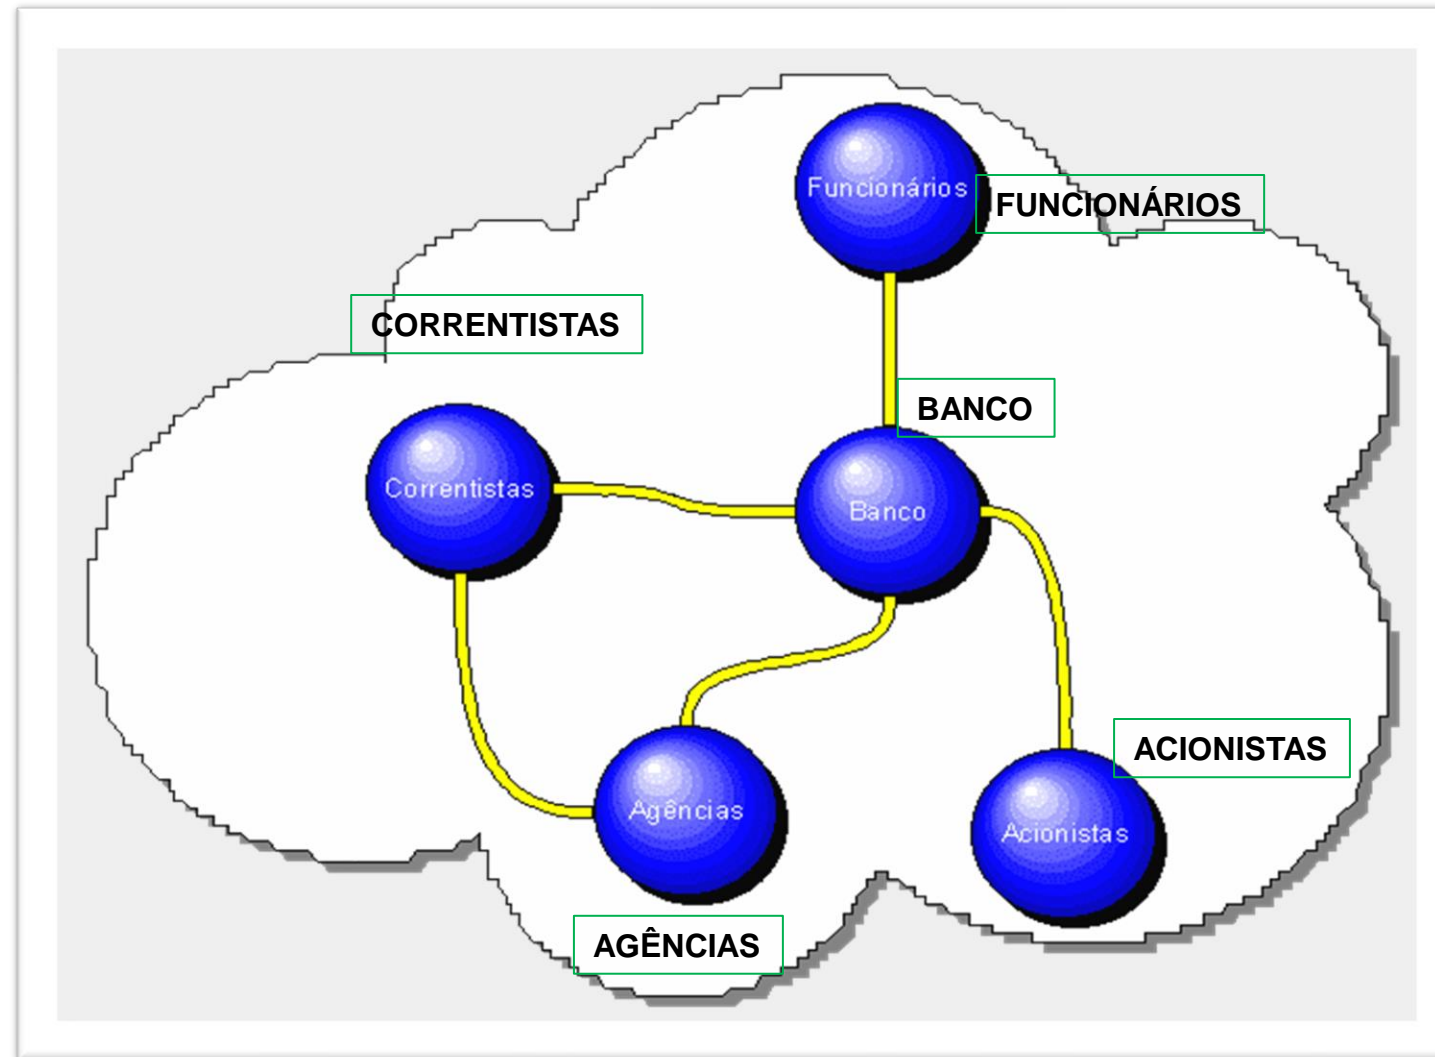 Funcionários
FUNCIONÁRIOS
CORRENTISTAS
BANCO
Correntistas
Banco
ACIONISTAS
Agências
Acionistas
AGÊNCIAS